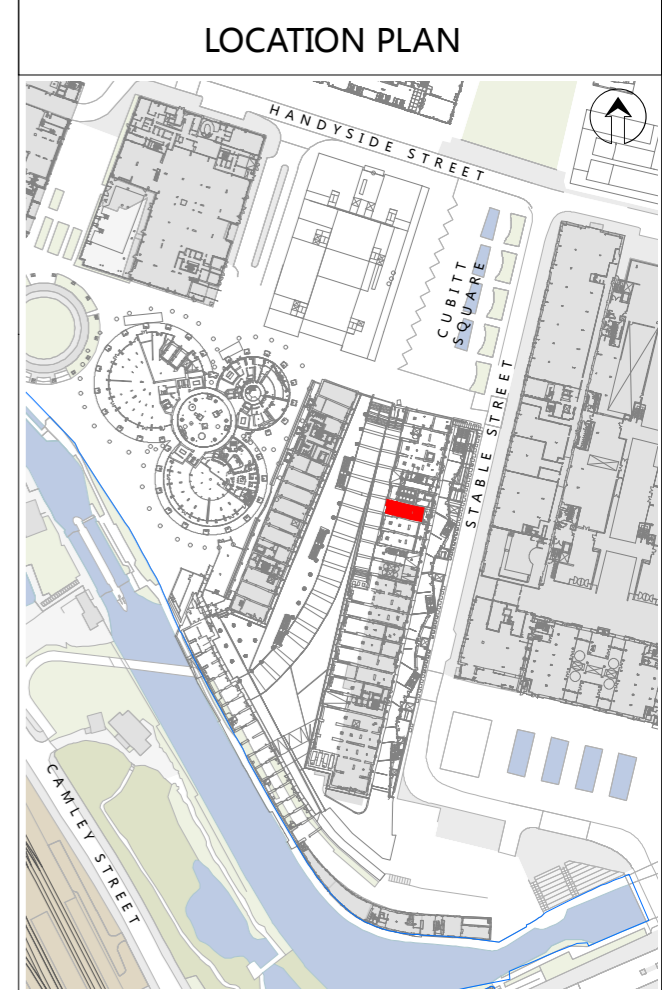 LOCATION PLAN
HANDYSIDE STREET
CUBITT
SQUARE
STABLE STREET
CAMLEY STREET